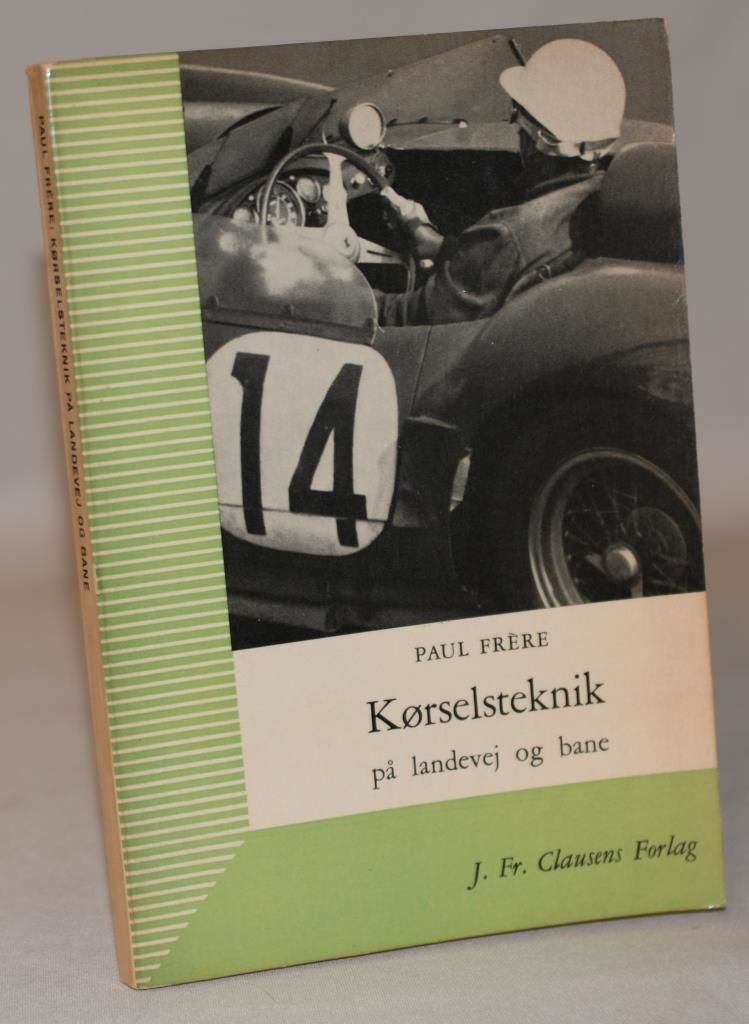 PAUL FRÈRE: KØRSELSTEKNIK PÅ LANDEVEJ OG BANE
14
PAUL FRÈRE
Kørselsteknik
på landevej og bane
J. Fr. Clausens Forlag